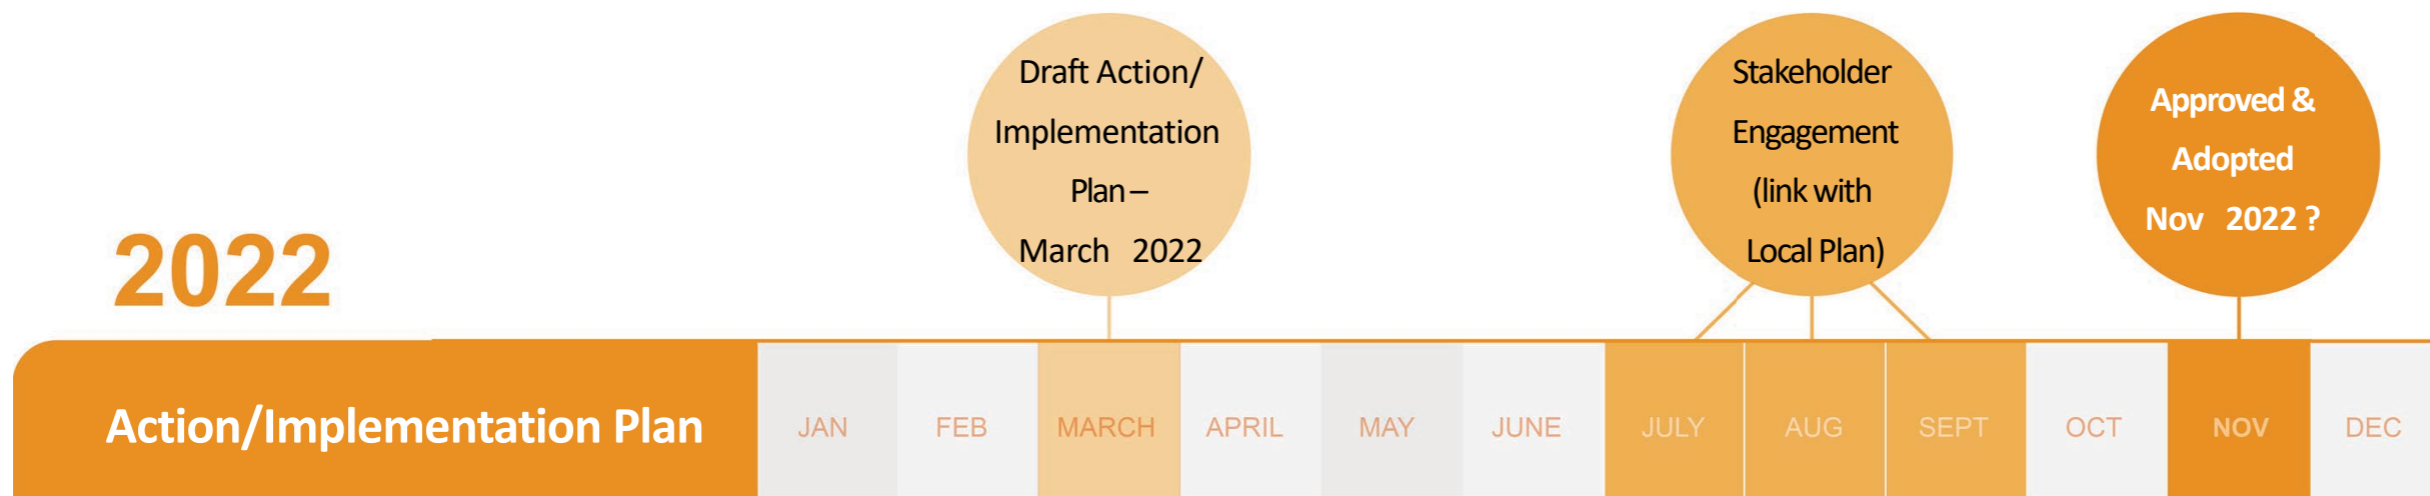 Draft Action/
Implementation
Plan –
March 2022
Stakeholder
Engagement
(link with
Local Plan)
Approved &
Adopted
Nov 2022 ?
2022
Action/Implementation Plan
JAN
FEB
MARCH
APRIL
MAY
JUNE
JULY
AUG
SEPT
OCT
NOV
DEC